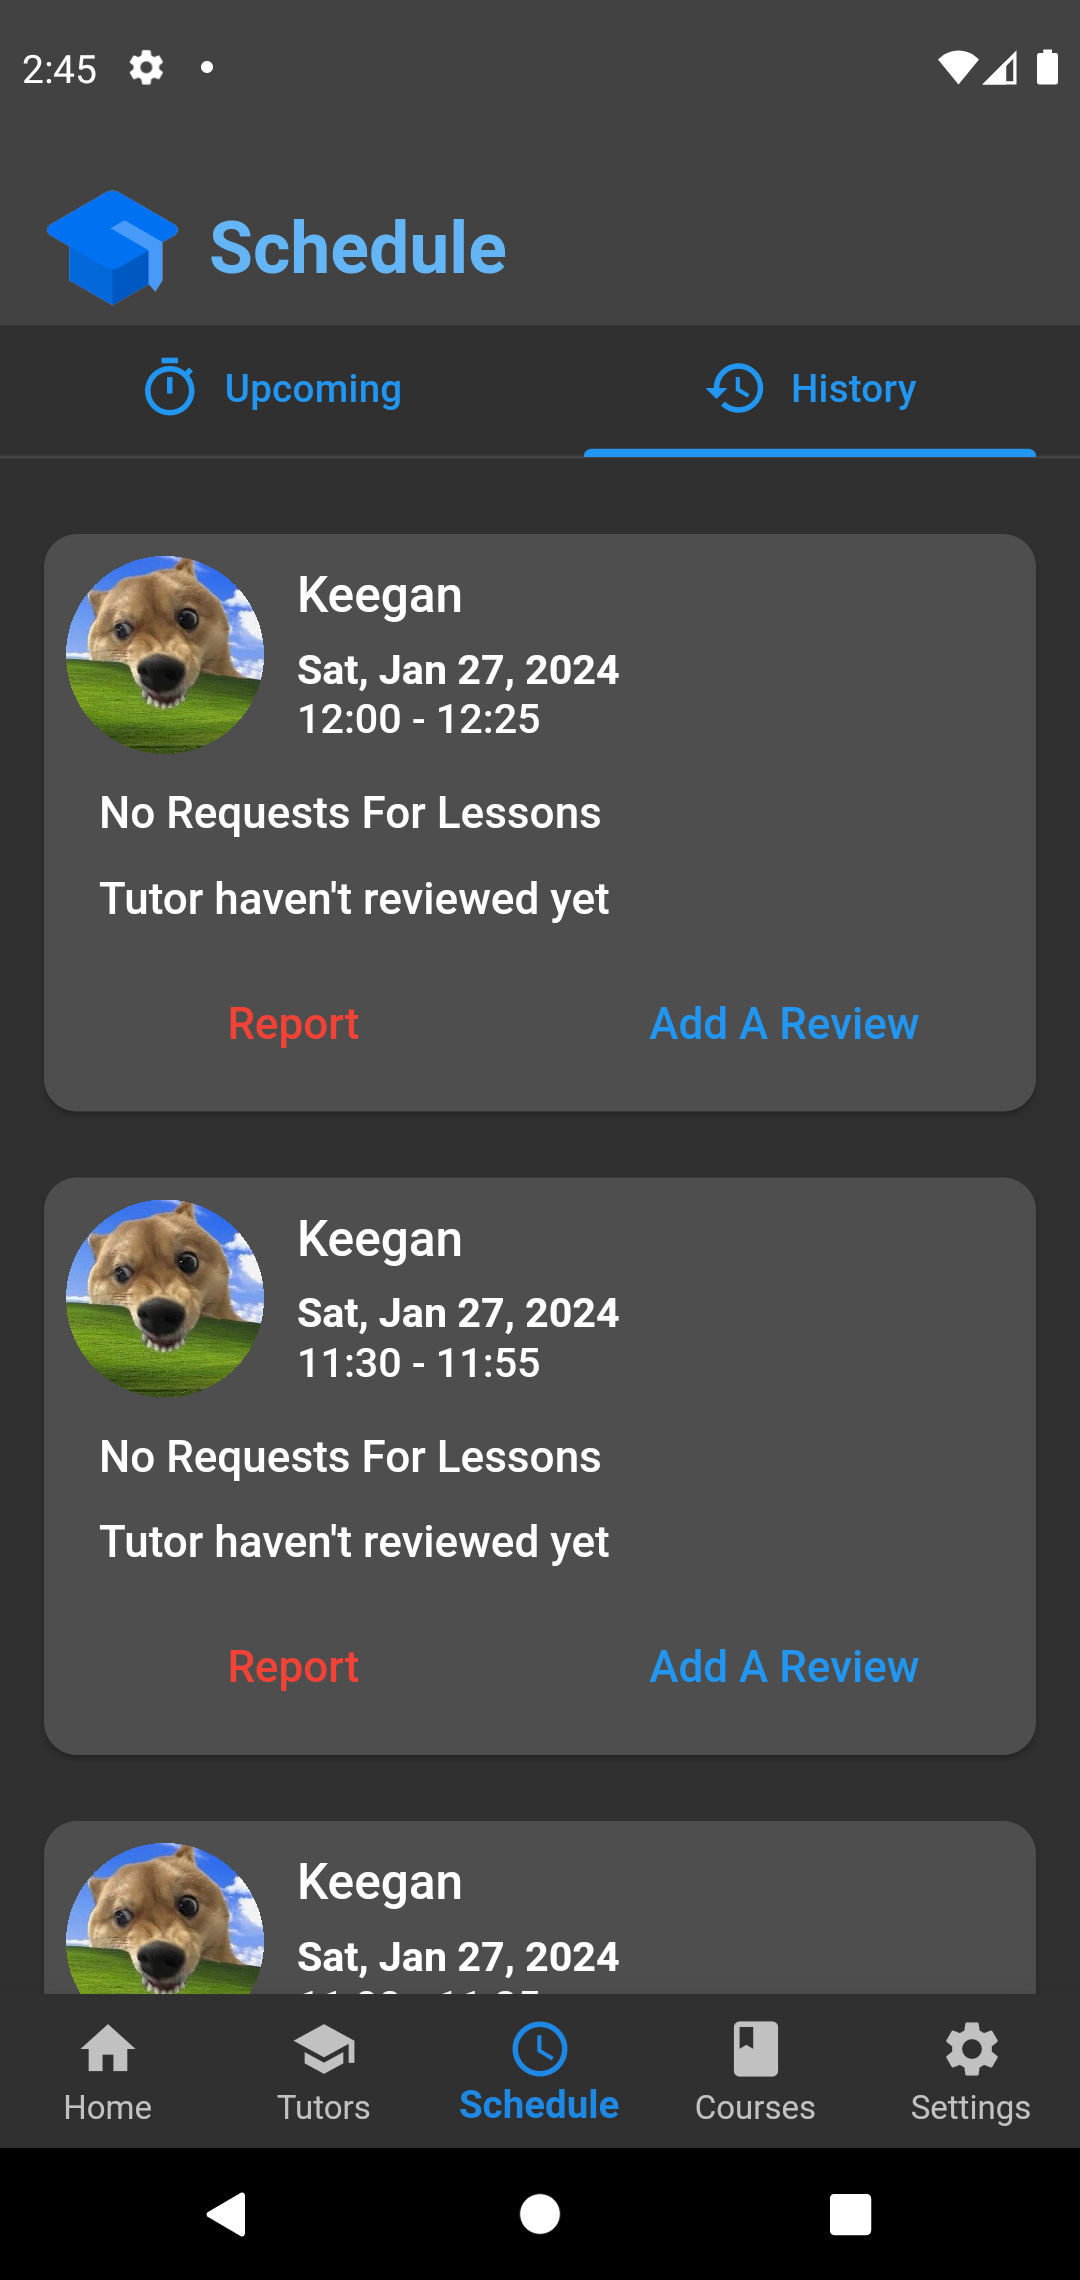 2:45
Schedule
Upcoming
History
Keegan
Sat, Jan 27, 2024
12:00 - 12:25
No Requests For Lessons
Tutor haven't reviewed yet
Report
Add A Review
Keegan
Sat, Jan 27, 2024
11:30 - 11:55
No Requests For Lessons
Tutor haven't reviewed yet
Report
Add A Review
Keegan
Sat, Jan 27, 2024
Home
Tutors
Schedule
Courses
Settings